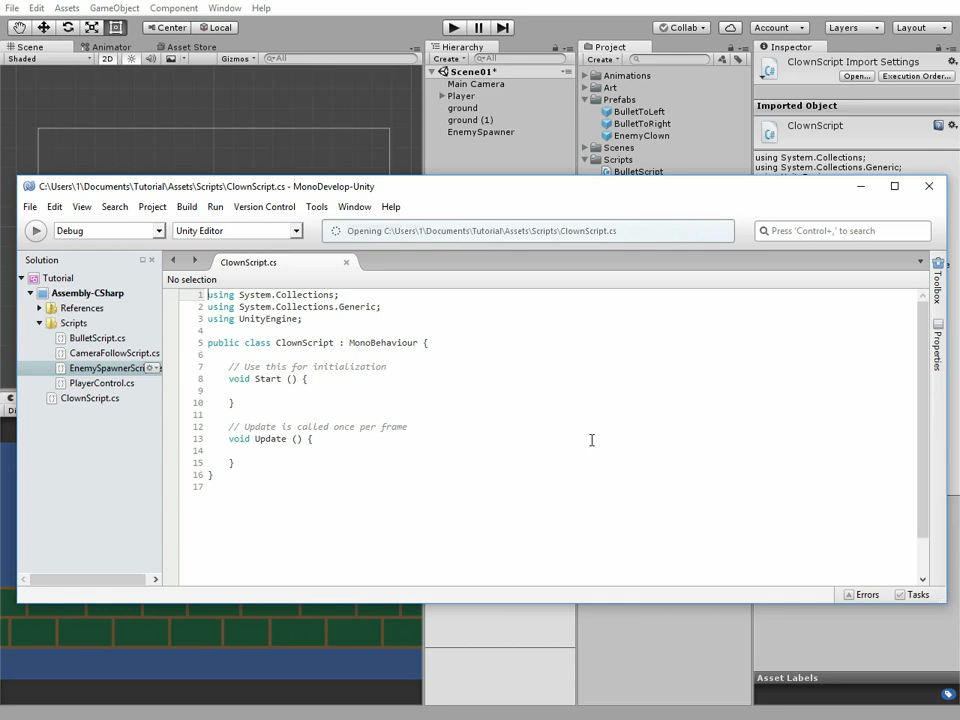 File Edit Assets GameObject Component Window Help
Center Local Collab Account Layers Layout
Scene Animator Asset Store Hierarchy Project Inspector
Shaded 2D Gizmos All Create All Create
ClownScript Import Settings
Open... Execution Order...
Scene01*
Main Camera
Player
ground
ground (1)
EnemySpawner
Animations
Art
Prefabs
BulletToLeft
BulletToRight
EnemyClown
Scenes
Scripts
BulletScript
Imported Object
ClownScript
using System.Collections;
using System.Collections.Generic;
C:\Users\1\Documents\Tutorial\Assets\Scripts\ClownScript.cs - MonoDevelop-Unity
File Edit View Search Project Build Run Version Control Tools Window Help
Debug Unity Editor Opening C:\Users\1\Documents\Tutorial\Assets\Scripts\ClownScript.cs Press 'Control+,' to search
Solution
Tutorial
Assembly-CSharp
References
Scripts
BulletScript.cs
CameraFollowScript.cs
EnemySpawnerScri
PlayerControl.cs
ClownScript.cs
ClownScript.cs
No selection
1 using System.Collections;
2 using System.Collections.Generic;
3 using UnityEngine;
4
5 public class ClownScript : MonoBehaviour {
6
7 // Use this for initialization
8 void Start () {
9
10 }
11
12 // Update is called once per frame
13 void Update () {
14
15 }
16 }
17
Toolbox
Properties
Errors Tasks
Asset Labels